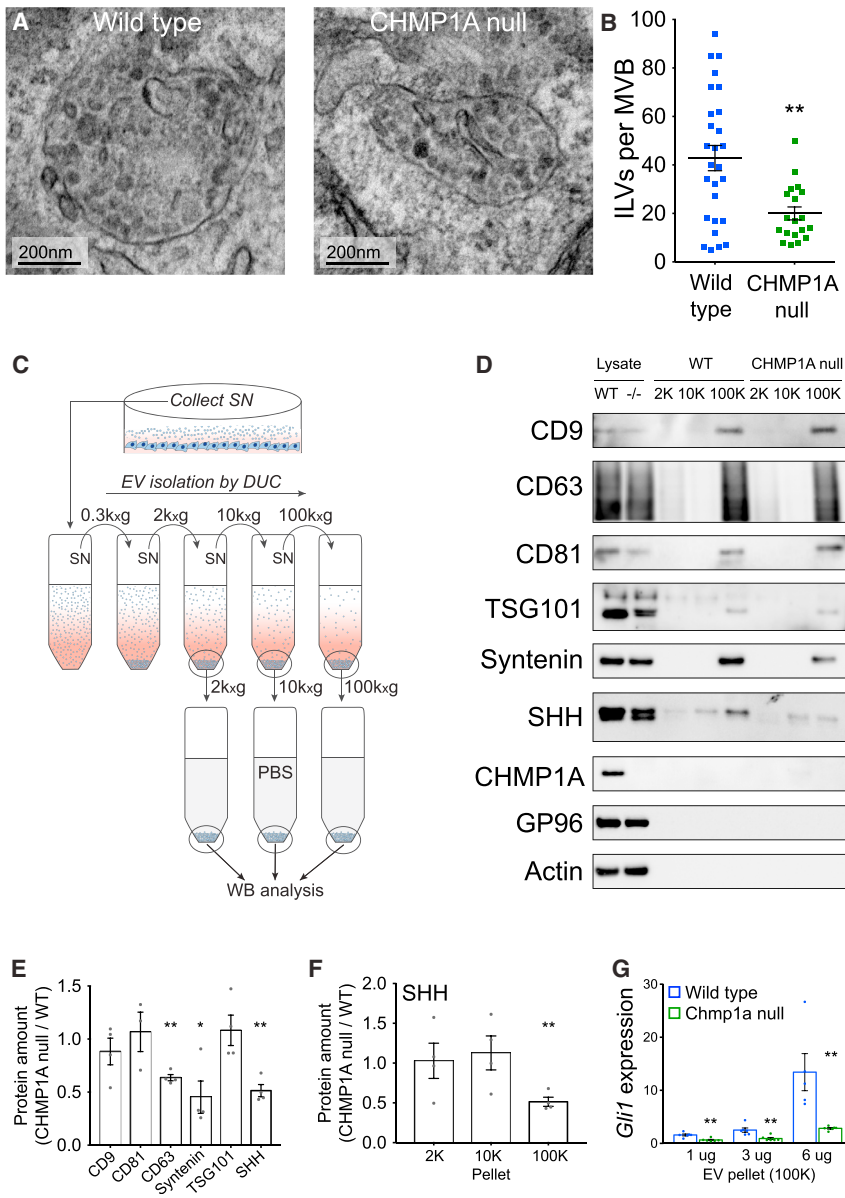 A
Wild type
CHMP1A null
200nm
200nm
B
ILVs per MVB
100
80
60
40
20
0
**
Wild type
CHMP1A null
C
Collect SN
EV isolation by DUC
0.3kxg
2kxg
10kxg
100kxg
SN
SN
SN
SN
2kxg
10kxg
100kxg
PBS
WB analysis
D
Lysate
WT
CHMP1A null
WT -/- 2K 10K 100K 2K 10K 100K
CD9
CD63
CD81
TSG101
Syntenin
SHH
CHMP1A
GP96
Actin
E
Protein amount
(CHMP1A null / WT)
1.5
1.0
0.5
0.0
**
*
**
CD9
CD81
CD63
Syntenin
TSG101
SHH
F
SHH
Protein amount
(CHMP1A null / WT)
2.0
1.5
1.0
0.5
0.0
**
2K
10K
100K
Pellet
G
Gli1 expression
30
20
10
0
Wild type
Chmp1a null
**
**
**
1 ug
3 ug
6 ug
EV pellet (100K)